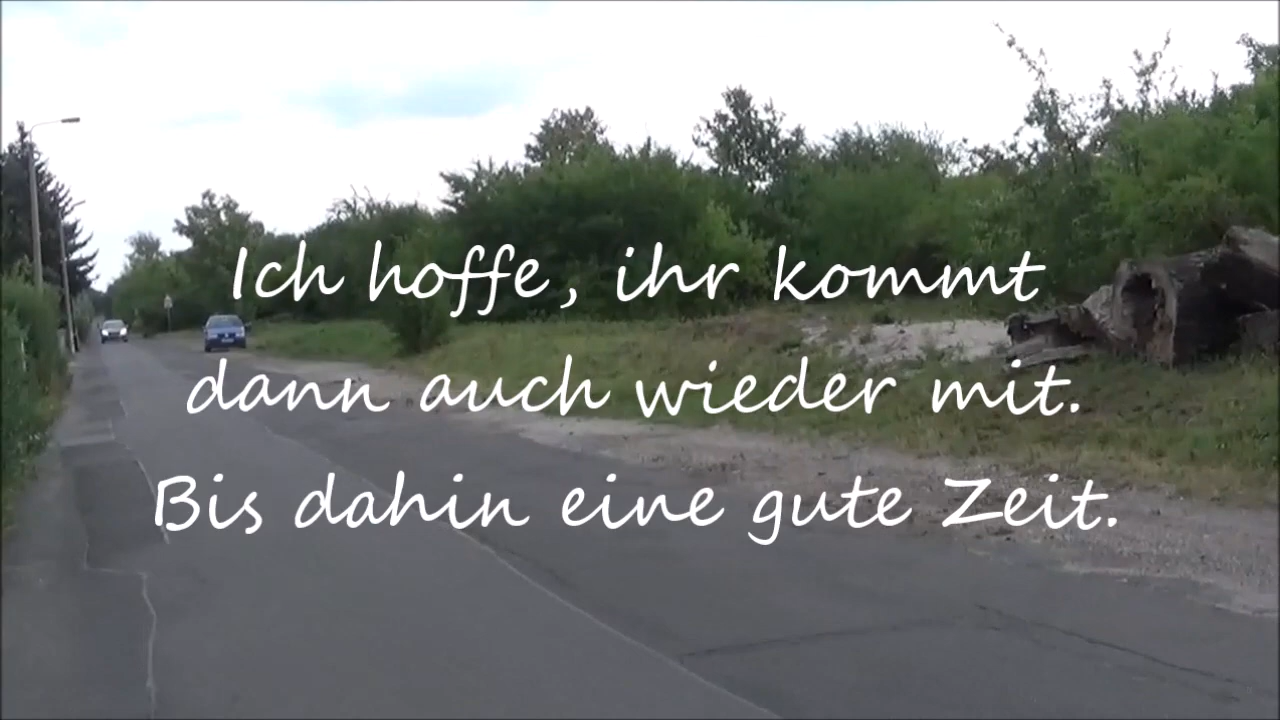 Ich hoffe, ihr kommt
dann auch wieder mit.
Bis dahin eine gute Zeit.